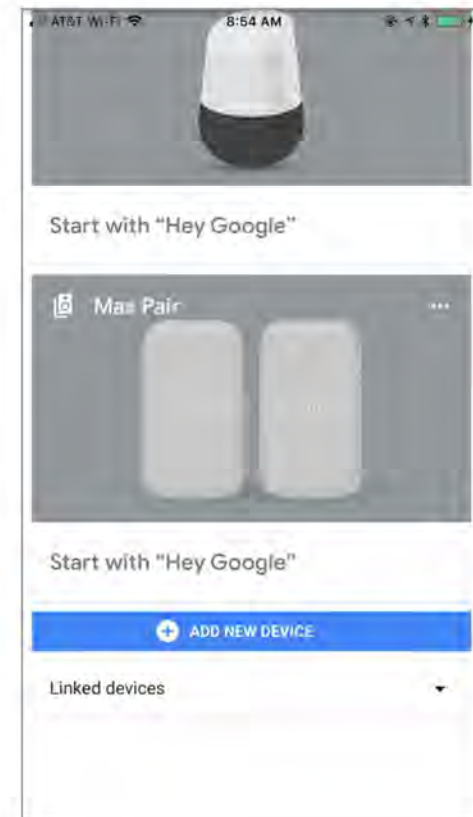 AT&T Wi-Fi 8:54 AM
Start with “Hey Google”
Max Pair
Start with “Hey Google”
ADD NEW DEVICE
Linked devices